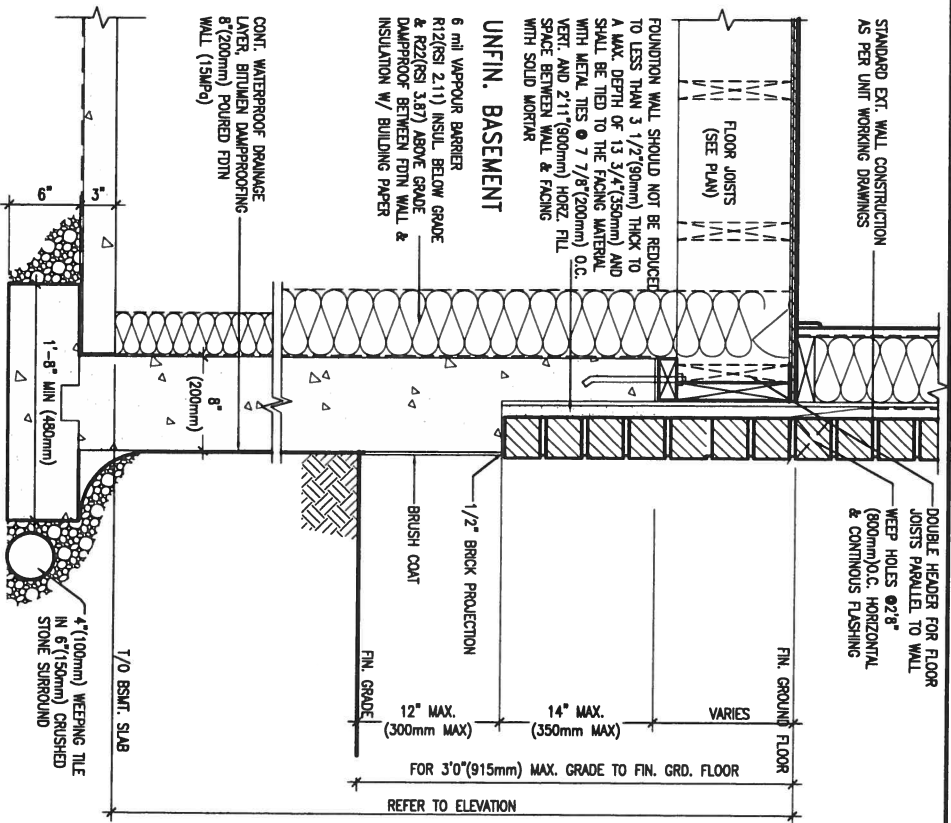 STANDARD EXT. WALL CONSTRUCTION
AS PER UNIT WORKING DRAWINGS
FLOOR JOISTS
(SEE PLAN)
FOUNDTION WALL SHOULD NOT BE REDUCED
TO LESS THAN 3 1/2"(90mm) THICK TO
A MAX. DEPTH OF 13 3/4"(350mm) AND
SHALL BE TIED TO THE FACING MATERIAL
WITH METAL TIES @ 7 7/8"(200mm) O.C.
VERT. AND 2'11"(900mm) HORZ. FILL
SPACE BETWEEN WALL & FACING
WITH SOLID MORTAR
UNFIN. BASEMENT
6 mil VAPPOUR BARRIER
R12(RSI 2.11) INSUL BELOW GRADE
& R22(RSI 3.87) ABOVE GRADE
DAMPPROOF BETWEEN FDTN WALL &
INSULATION W/ BUILDING PAPER
CONT. WATERPROOF DRAINAGE
LAYER, BITUMEN DAMPPROOFING
8"(200mm) POURED FDTN
WALL (15MPa)
3"
6"
8"
(200mm)
1'-8" MIN (480mm)
DOUBLE HEADER FOR FLOOR
JOISTS PARALLEL TO WALL
WEEP HOLES @2'8"
(800mm)O.C. HORIZONTAL
& CONTINOUS FLASHING
1/2" BRICK PROJECTION
BRUSH COAT
4"(100mm) WEEPING TILE
IN 6"(150mm) CRUSHED
STONE SURROUND
FIN. GROUND FLOOR
FIN. GRADE
T/O BSMT. SLAB
VARIES
14" MAX.
(350mm MAX)
12" MAX.
(300mm MAX)
FOR 3'0"(915mm) MAX. GRADE TO FIN. GRD. FLOOR
REFER TO ELEVATION